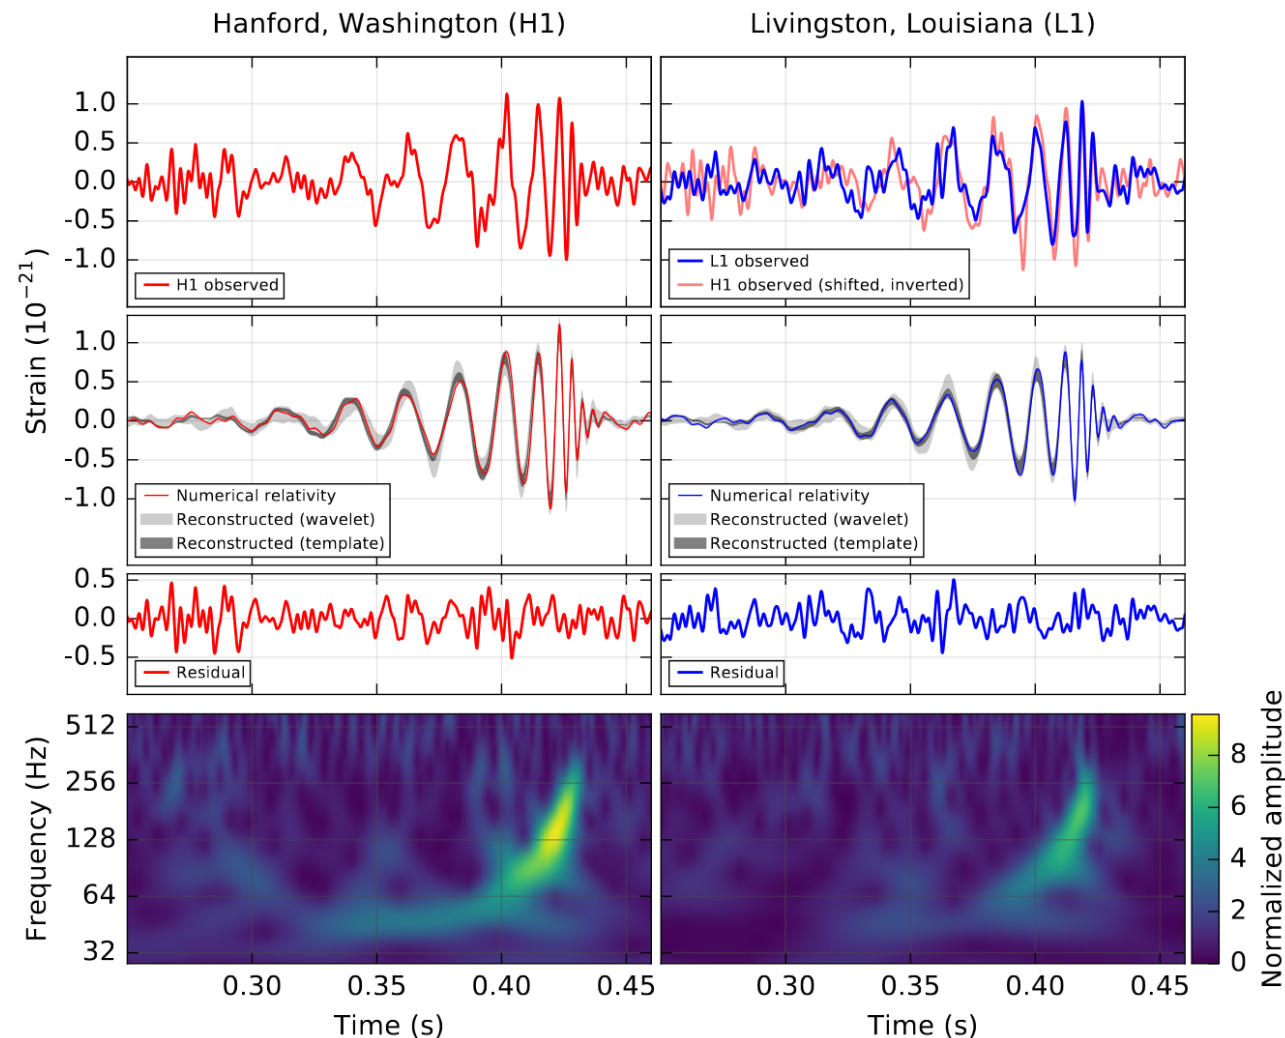 Hanford, Washington (H1)
Livingston, Louisiana (L1)
Strain (10⁻²¹)
1.0
0.5
0.0
-0.5
-1.0
H1 observed
L1 observed
H1 observed (shifted, inverted)
1.0
0.5
0.0
-0.5
-1.0
Numerical relativity
Reconstructed (wavelet)
Reconstructed (template)
Numerical relativity
Reconstructed (wavelet)
Reconstructed (template)
0.5
0.0
-0.5
Residual
Residual
Frequency (Hz)
512
256
128
64
32
Normalized amplitude
8
6
4
2
0
0.30 0.35 0.40 0.45
0.30 0.35 0.40 0.45
Time (s)
Time (s)